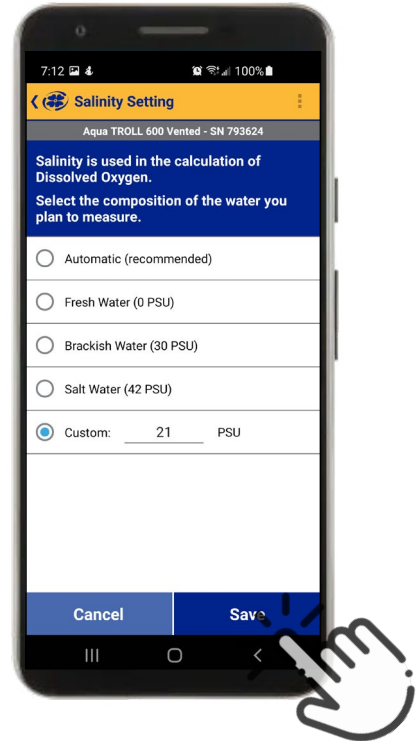 7:12 100%
Salinity Setting
Aqua TROLL 600 Vented - SN 793624
Salinity is used in the calculation of
Dissolved Oxygen.
Select the composition of the water you
plan to measure.
Automatic (recommended)
Fresh Water (0 PSU)
Brackish Water (30 PSU)
Salt Water (42 PSU)
Custom: 21 PSU
Cancel Save